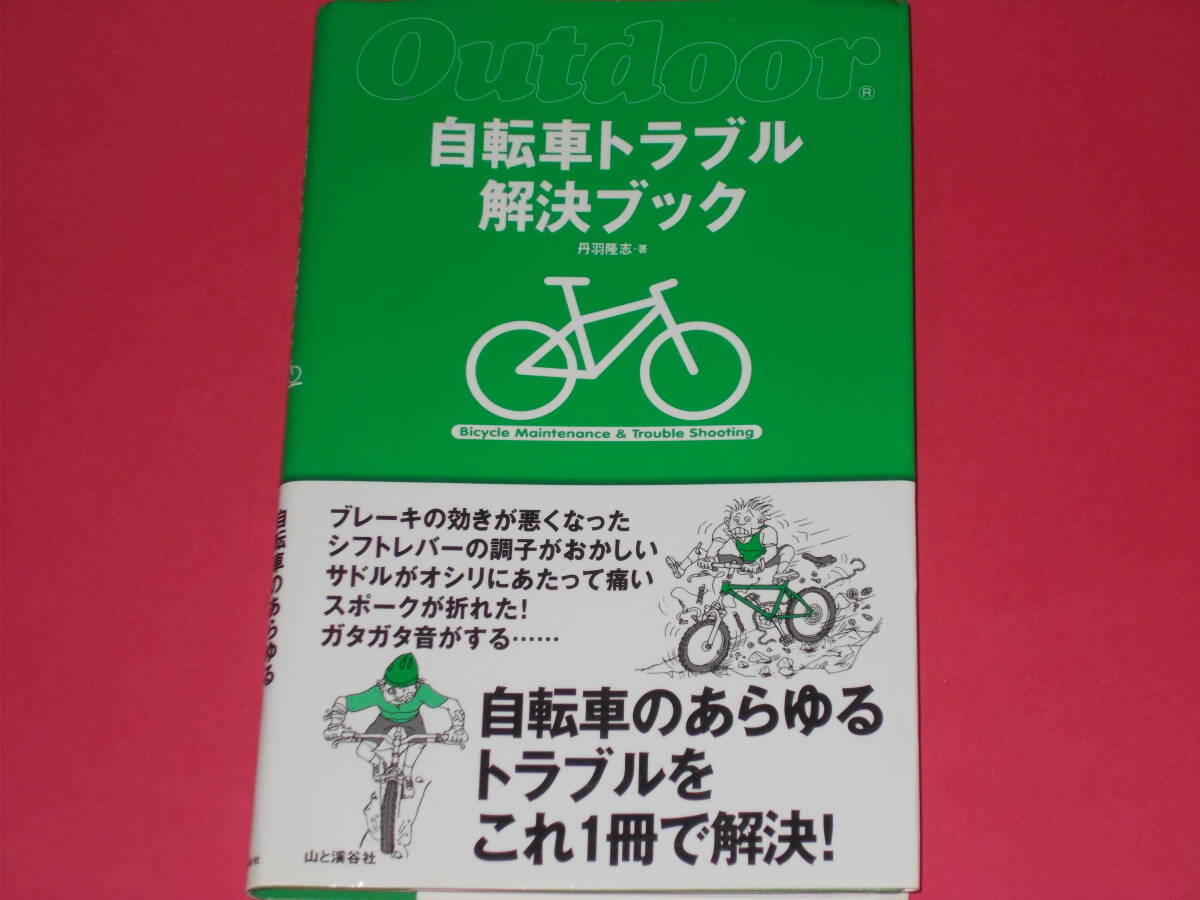 Outdoor®
自転車トラブル
解決ブック
丹羽隆志・著
Bicycle Maintenance & Trouble Shooting
ブレーキの効きが悪くなった
シフトレバーの調子がおかしい
サドルがオシリにあたって痛い
スポークが折れた!
ガタガタ音がする……
自転車のあらゆる
トラブルを
これ1冊で解決!
山と溪谷社
自転車のあらゆる